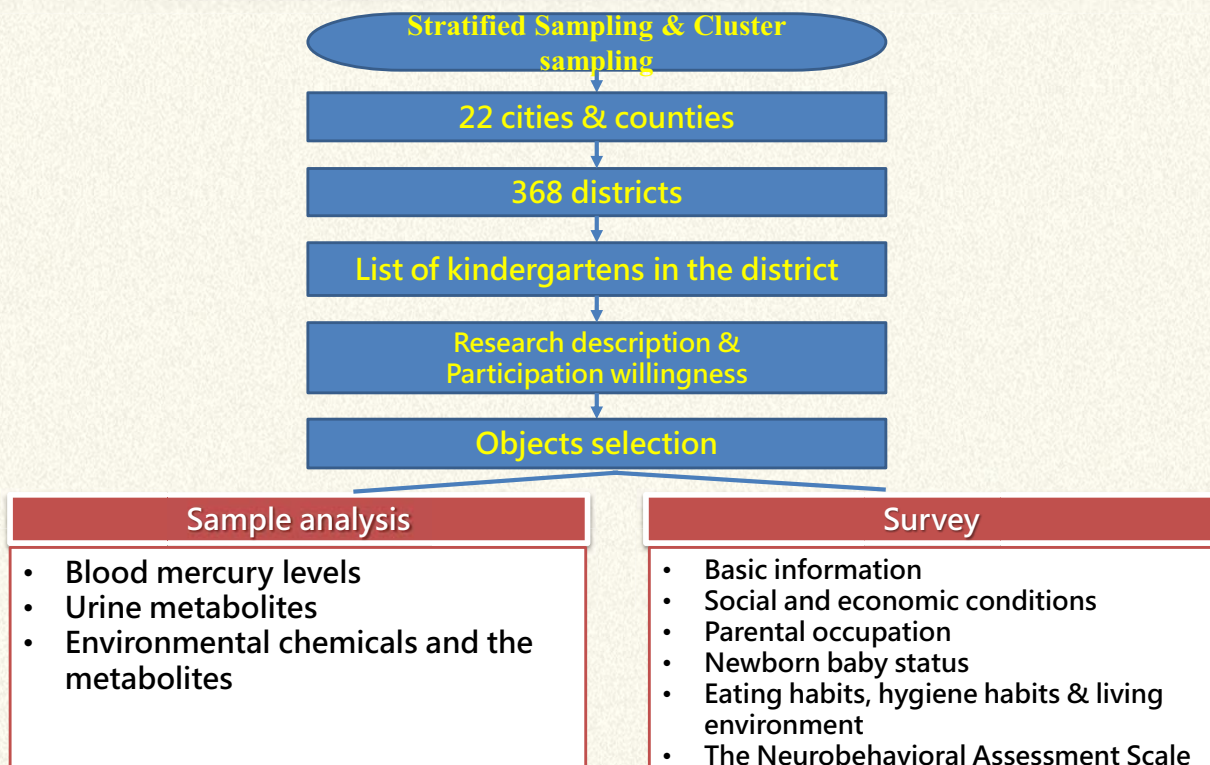 Stratified Sampling & Cluster
sampling
22 cities & counties
368 districts
List of kindergartens in the district
Research description &
Participation willingness
Objects selection
Sample analysis
• Blood mercury levels
• Urine metabolites
• Environmental chemicals and the
metabolites
Survey
• Basic information
• Social and economic conditions
• Parental occupation
• Newborn baby status
• Eating habits, hygiene habits & living
environment
• The Neurobehavioral Assessment Scale